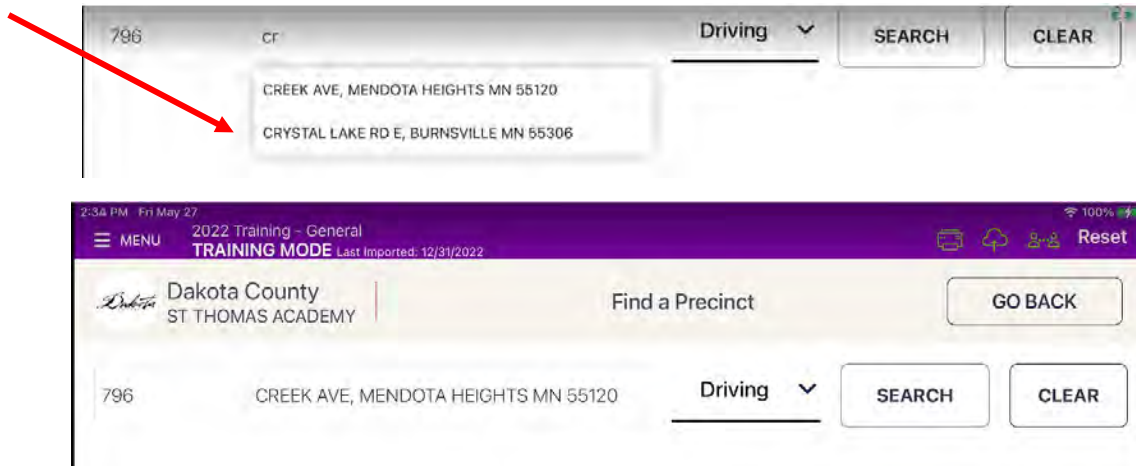 796 cr Driving SEARCH CLEAR
CREEK AVE, MENDOTA HEIGHTS MN 55120
CRYSTAL LAKE RD E, BURNSVILLE MN 55306
2:34 PM Fri May 27 100%
MENU 2022 Training - General
TRAINING MODE Last Imported: 12/31/2022 Reset
Dakota Dakota County Find a Precinct GO BACK
ST THOMAS ACADEMY
796 CREEK AVE, MENDOTA HEIGHTS MN 55120 Driving SEARCH CLEAR